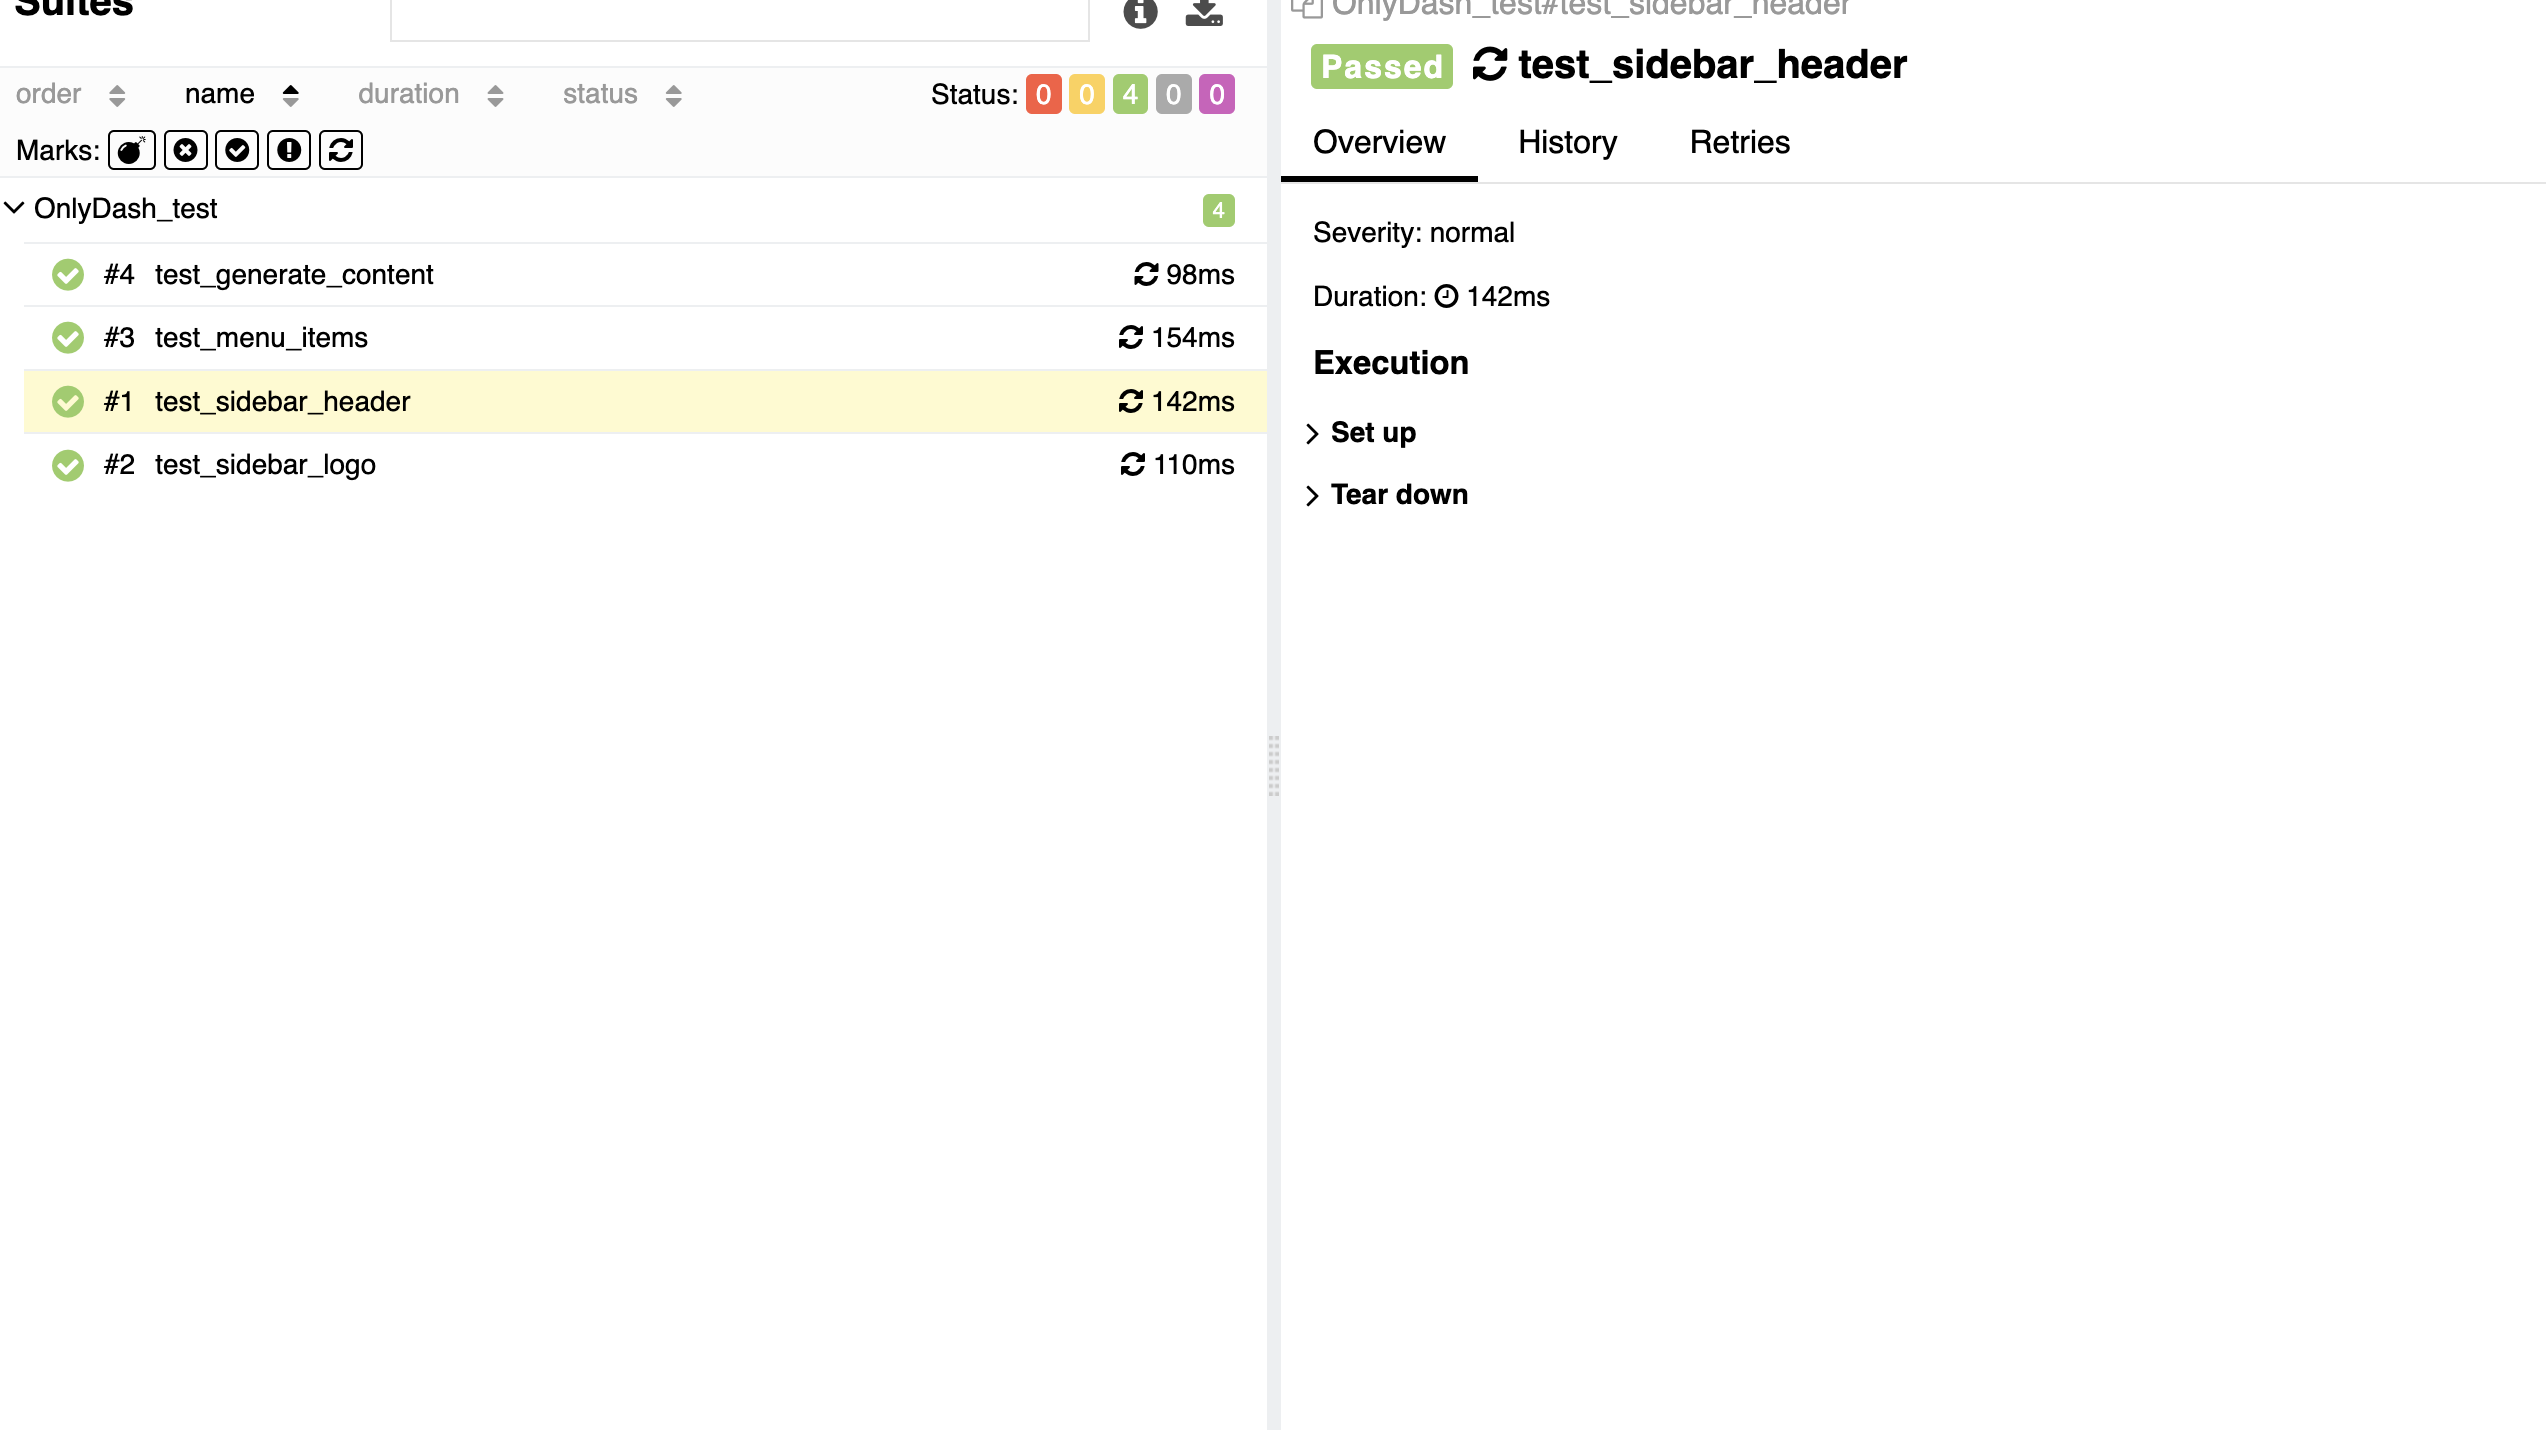 Suites
order name duration status Status: 0 0 4 0 0
Marks:
OnlyDash_test 4
#4 test_generate_content 98ms
#3 test_menu_items 154ms
#1 test_sidebar_header 142ms
#2 test_sidebar_logo 110ms
OnlyDash_test#test_sidebar_header
Passed test_sidebar_header
Overview History Retries
Severity: normal
Duration: 142ms
Execution
Set up
Tear down